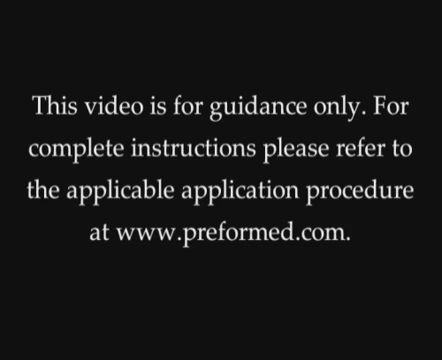 This video is for guidance only. For
complete instructions please refer to
the applicable application procedure
at www.preformed.com.